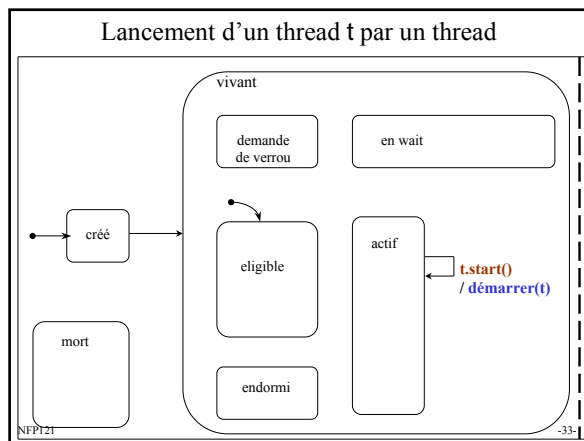 Lancement d'un thread t par un thread
vivant
demande
de verrou
en wait
créé
eligible
actif
t.start()
/ démarrer(t)
mort
endormi
NFP121
-33-